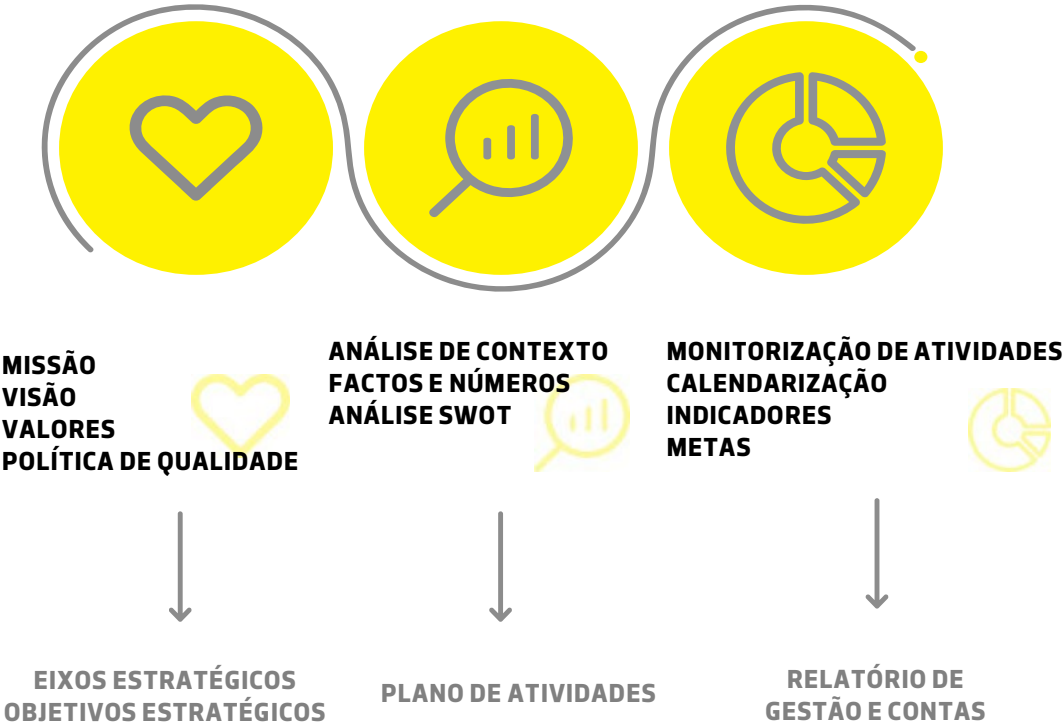 MISSÃO
VISÃO
VALORES
POLÍTICA DE QUALIDADE
ANÁLISE DE CONTEXTO
FACTOS E NÚMEROS
ANÁLISE SWOT
MONITORIZAÇÃO DE ATIVIDADES
CALENDARIZAÇÃO
INDICADORES
METAS
EIXOS ESTRATÉGICOS
OBJETIVOS ESTRATÉGICOS
PLANO DE ATIVIDADES
RELATÓRIO DE
GESTÃO E CONTAS